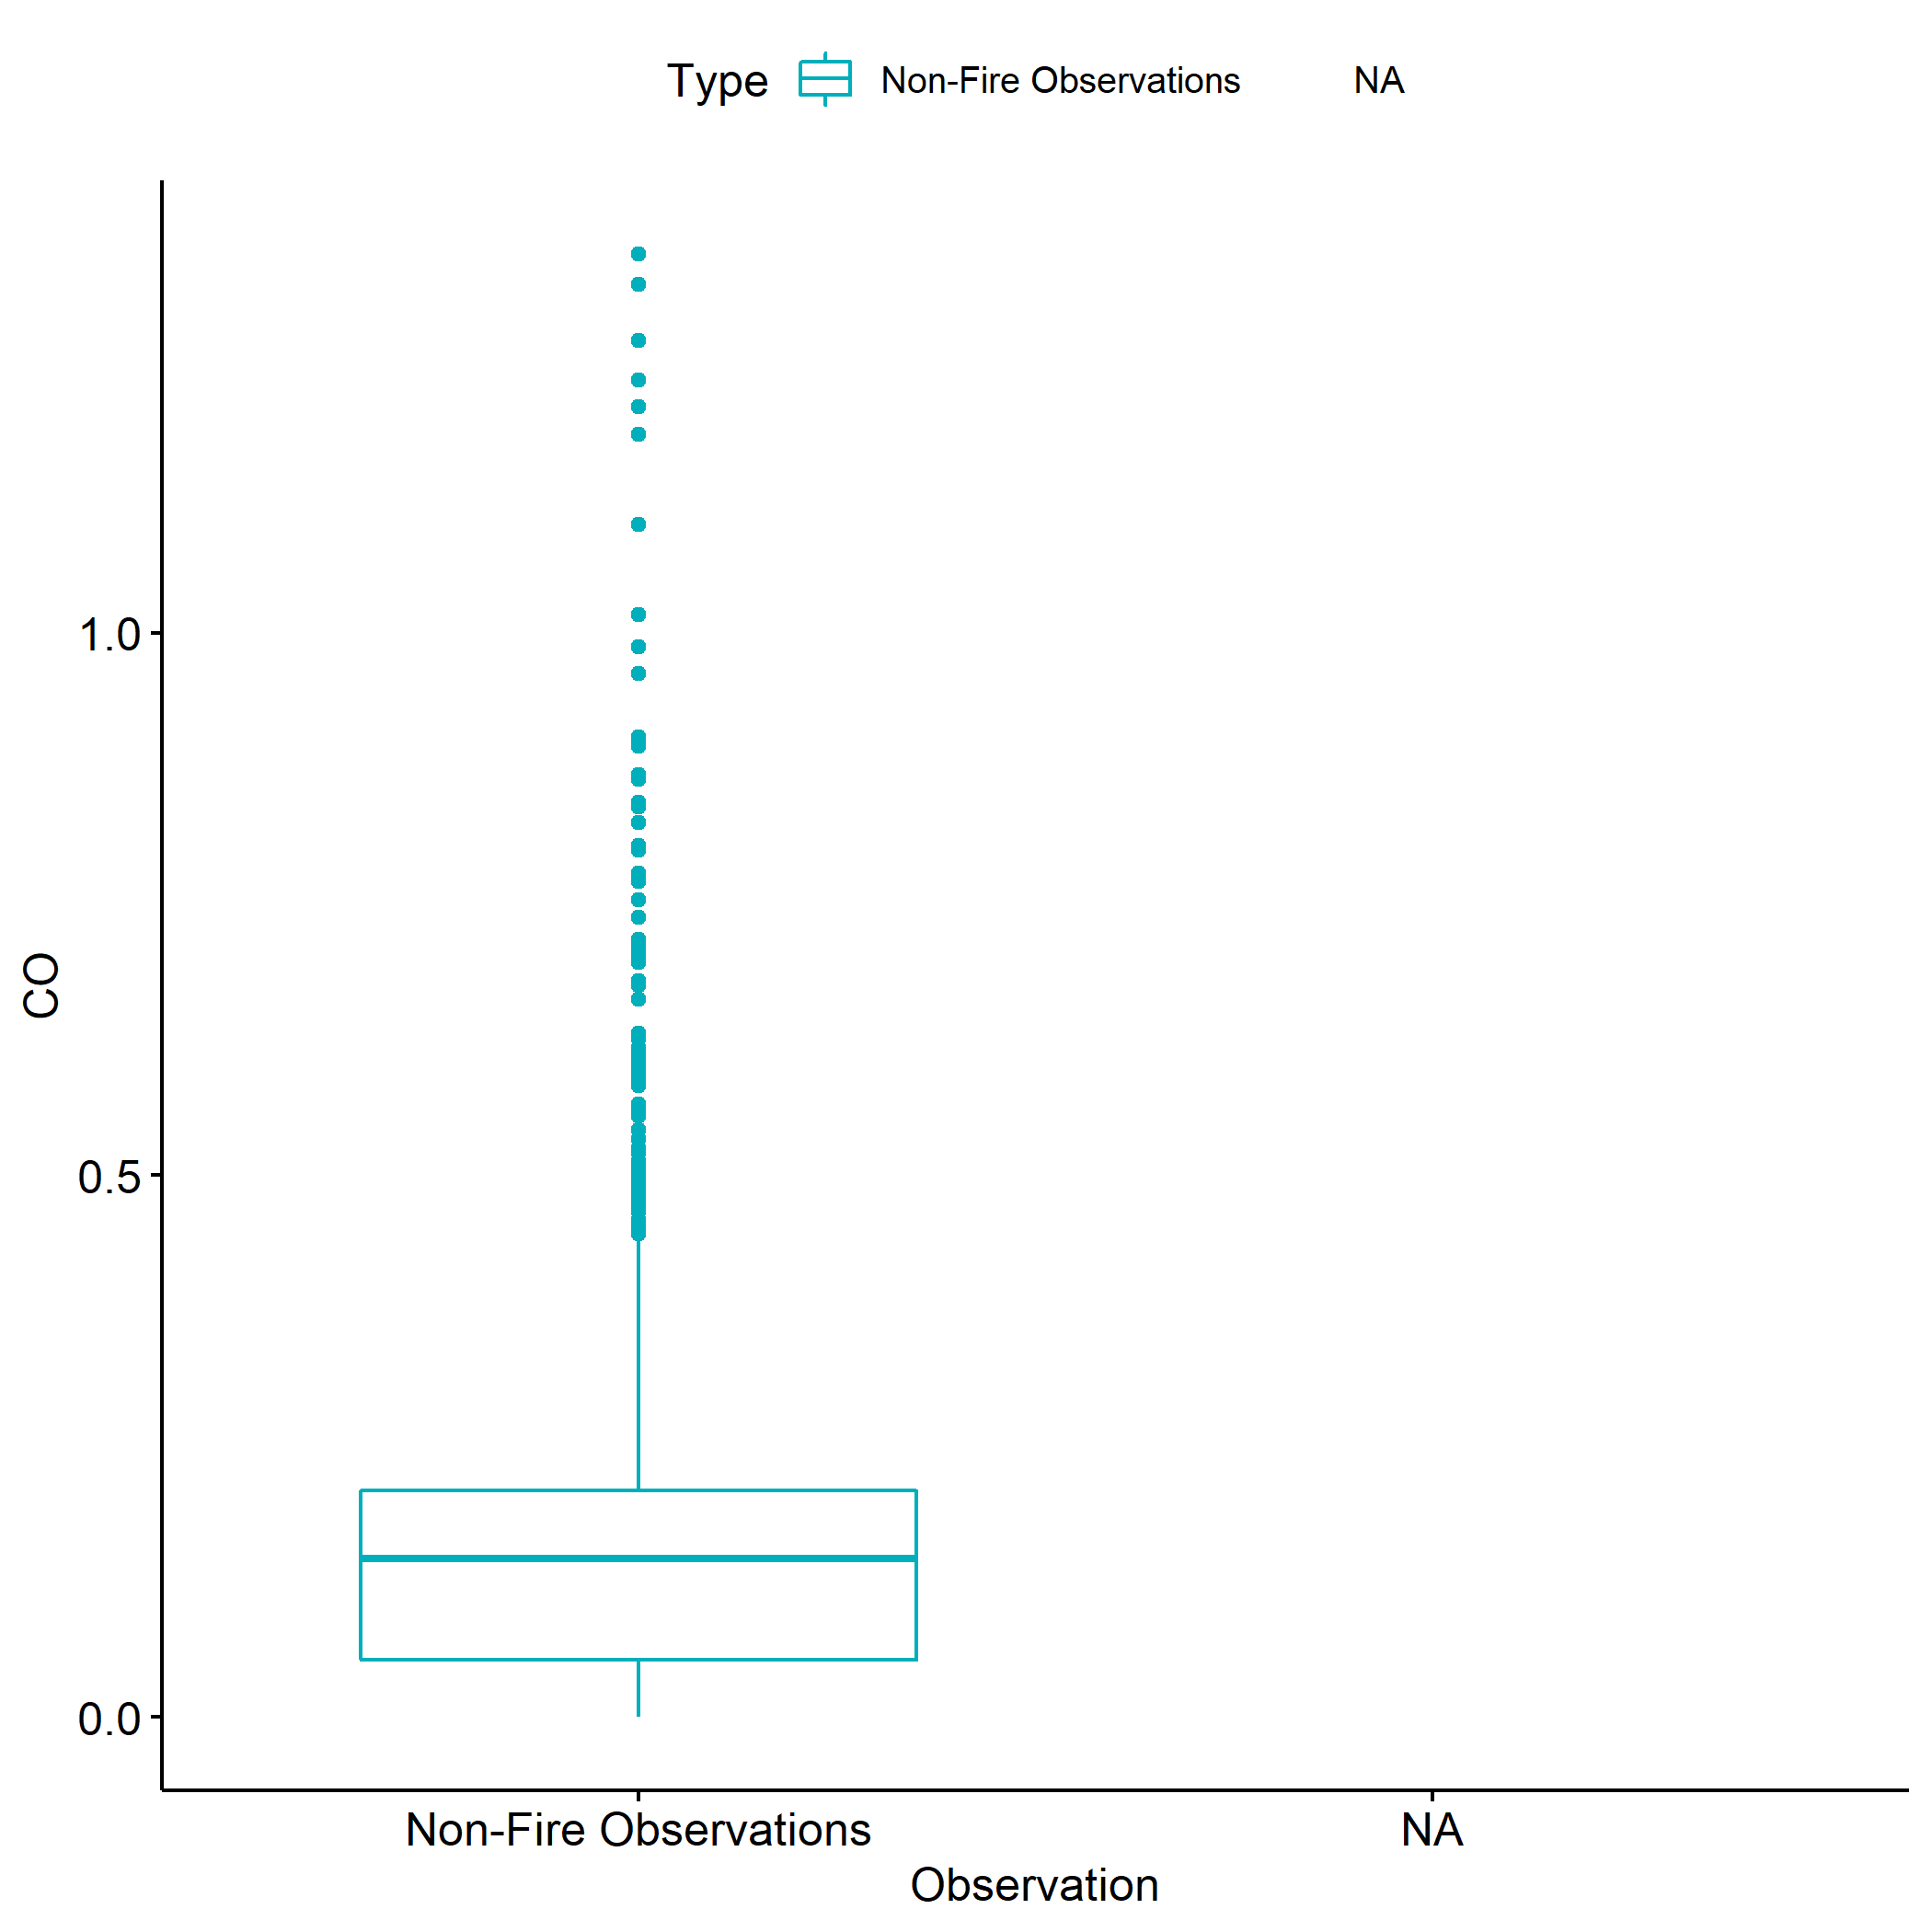 Type Non-Fire Observations NA
CO
1.0
0.5
0.0
Non-Fire Observations NA
Observation